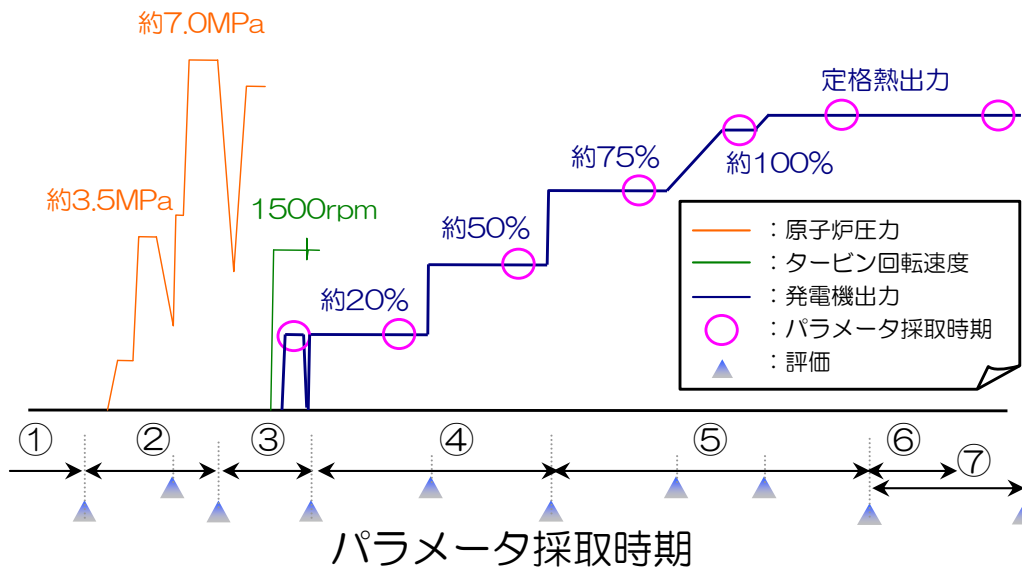 約7.0MPa
定格熱出力
約75%
約100%
約3.5MPa
1500rpm
約50%
約20%
：原子炉圧力
：タービン回転速度
：発電機出力
：パラメータ採取時期
：評価
① ② ③ ④ ⑤ ⑥ ⑦
パラメータ採取時期